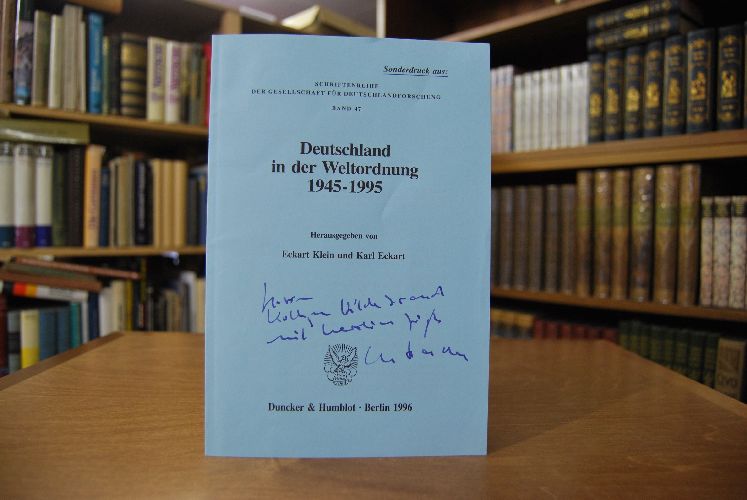 Sonderdruck aus:
SCHRIFTENREIHE
DER GESELLSCHAFT FÜR DEUTSCHLANDFORSCHUNG
BAND 47
Deutschland
in der Weltordnung
1945-1995
Herausgegeben von
Eckart Klein und Karl Eckart
Herrn
Kollegen Hildebrand
mit
Duncker & Humblot · Berlin 1996